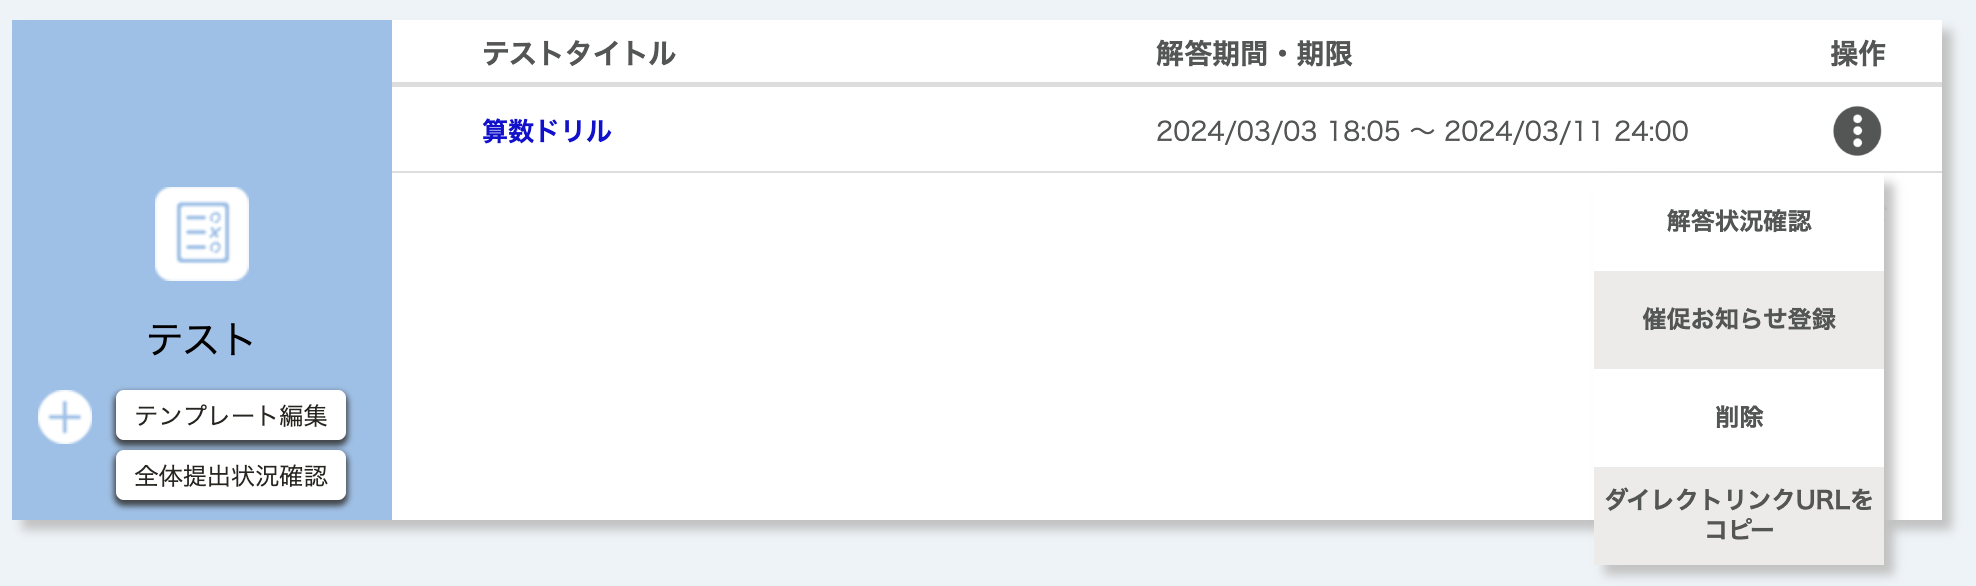 テストタイトル 解答期間・期限 操作
算数ドリル 2024/03/03 18:05 ～ 2024/03/11 24:00
テスト
テンプレート編集
全体提出状況確認
解答状況確認
催促お知らせ登録
削除
ダイレクトリンクURLを
コピー